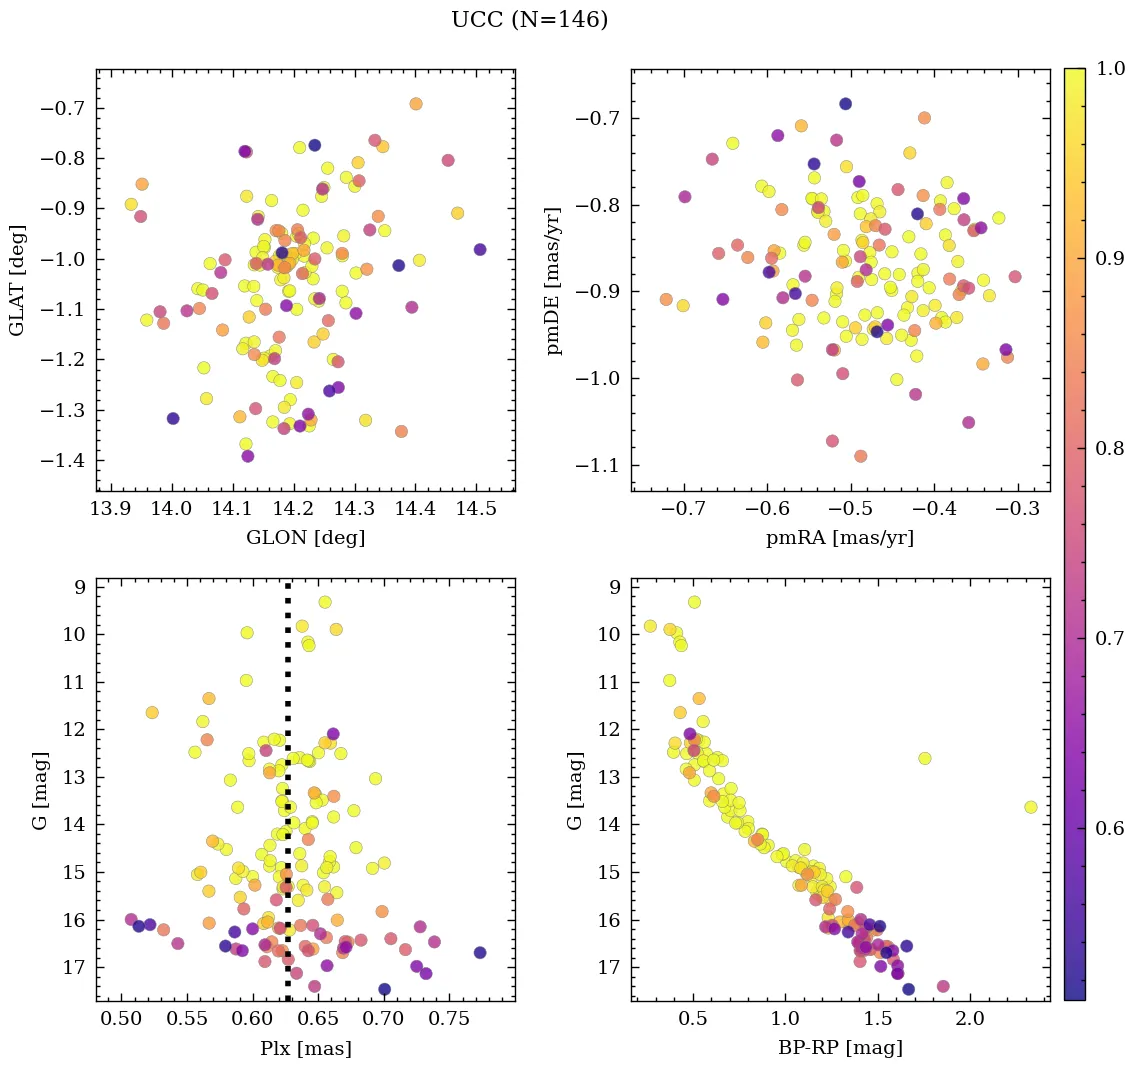 UCC (N=146)
−0.7
−0.8
−0.9
−1.0
−1.1
−1.2
−1.3
−1.4
GLAT [deg]
13.9 14.0 14.1 14.2 14.3 14.4 14.5
GLON [deg]
−0.7
−0.8
−0.9
−1.0
−1.1
pmDE [mas/yr]
−0.7 −0.6 −0.5 −0.4 −0.3
pmRA [mas/yr]
9
10
11
12
13
14
15
16
17
G [mag]
0.50 0.55 0.60 0.65 0.70 0.75
Plx [mas]
9
10
11
12
13
14
15
16
17
G [mag]
0.5 1.0 1.5 2.0
BP-RP [mag]
1.0
0.9
0.8
0.7
0.6